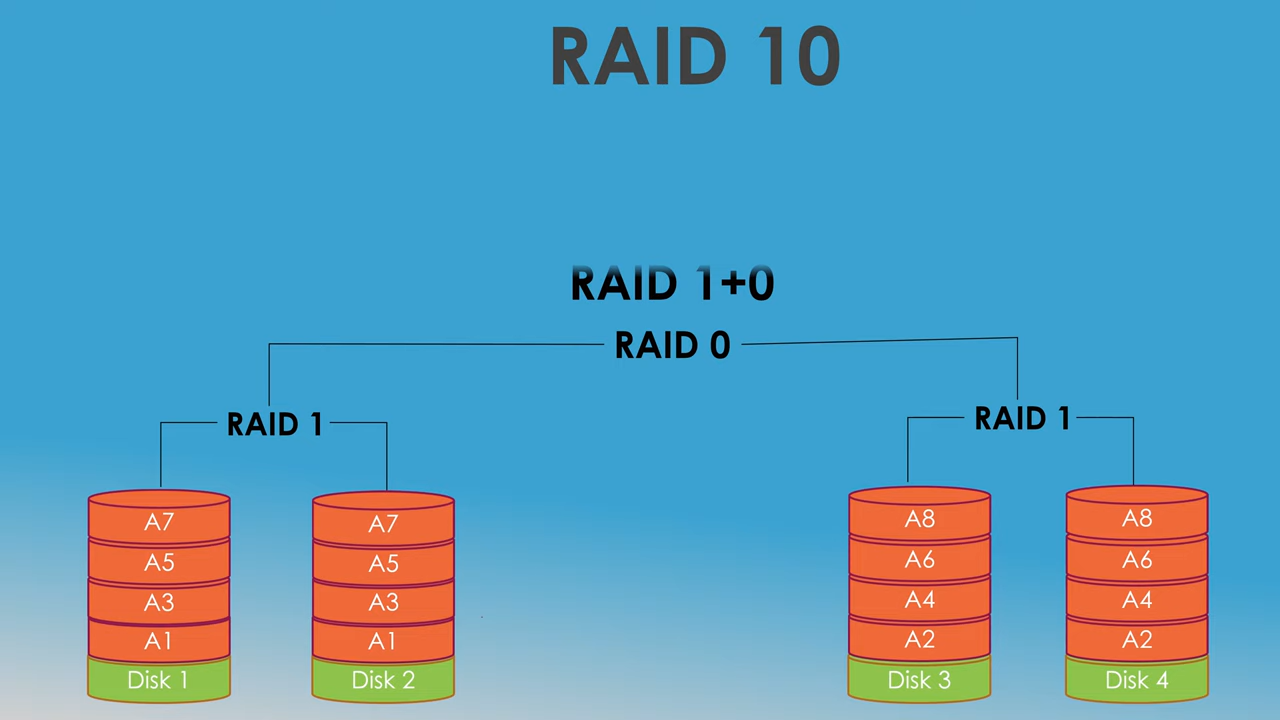 RAID 10
RAID 1+0
RAID 0
RAID 1
RAID 1
A7
A5
A3
A1
Disk 1
A7
A5
A3
A1
Disk 2
A8
A6
A4
A2
Disk 3
A8
A6
A4
A2
Disk 4